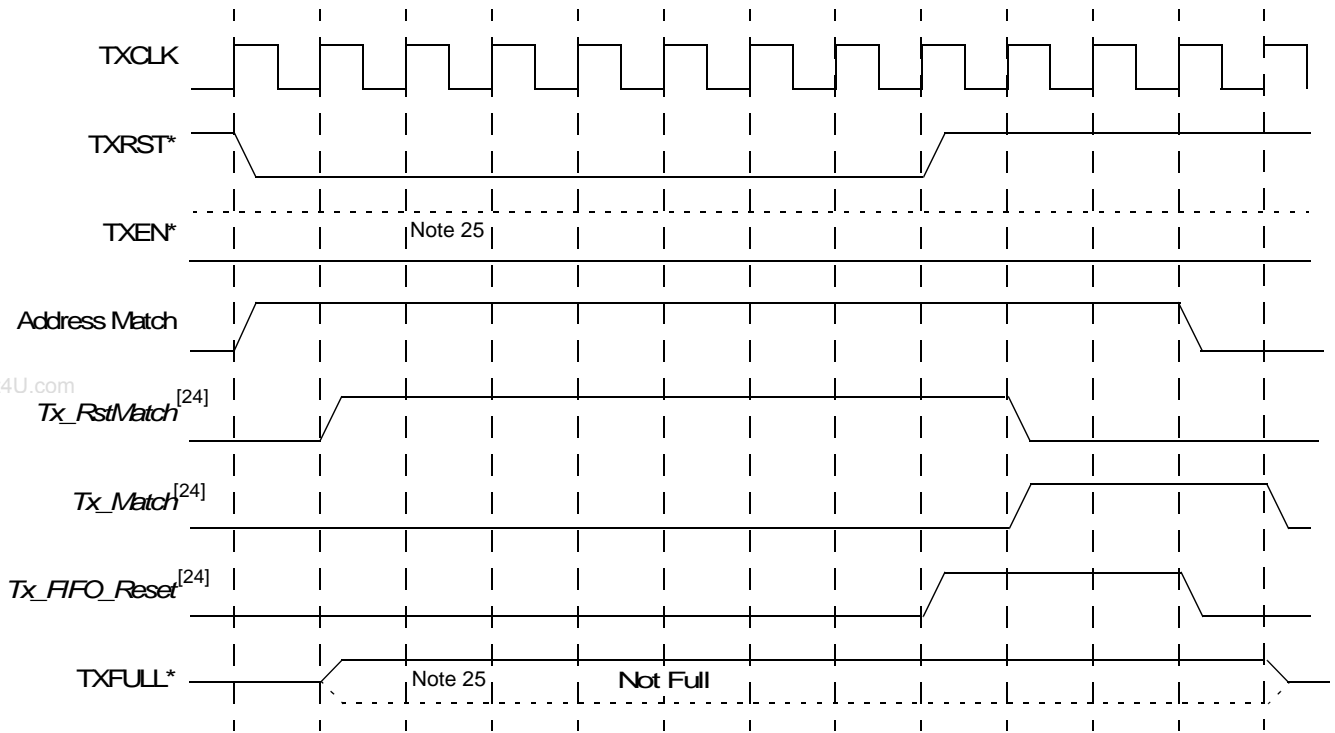 TXCLK
TXRST*
TXEN*
Note 25
Address Match
4U.com
Tx_RstMatch[24]
Tx_Match[24]
Tx_FIFO_Reset[24]
TXFULL*
Note 25
Not Full